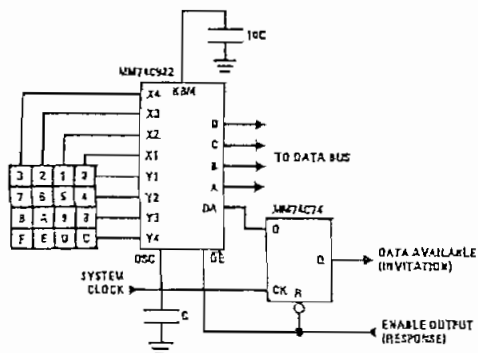 10C
MM74C922
KBM
X4
X3
X2
X1
Y1
Y2
Y3
Y4
D
C
B
A
DA
TO DATA BUS
3 2 1 0
7 6 5 4
B A 9 8
F E D C
OSC
OE
MM74C74
D
Q
CK
R
SYSTEM
CLOCK
C
DATA AVAILABLE
(INVITATION)
ENABLE OUTPUT
(RESPONSE)